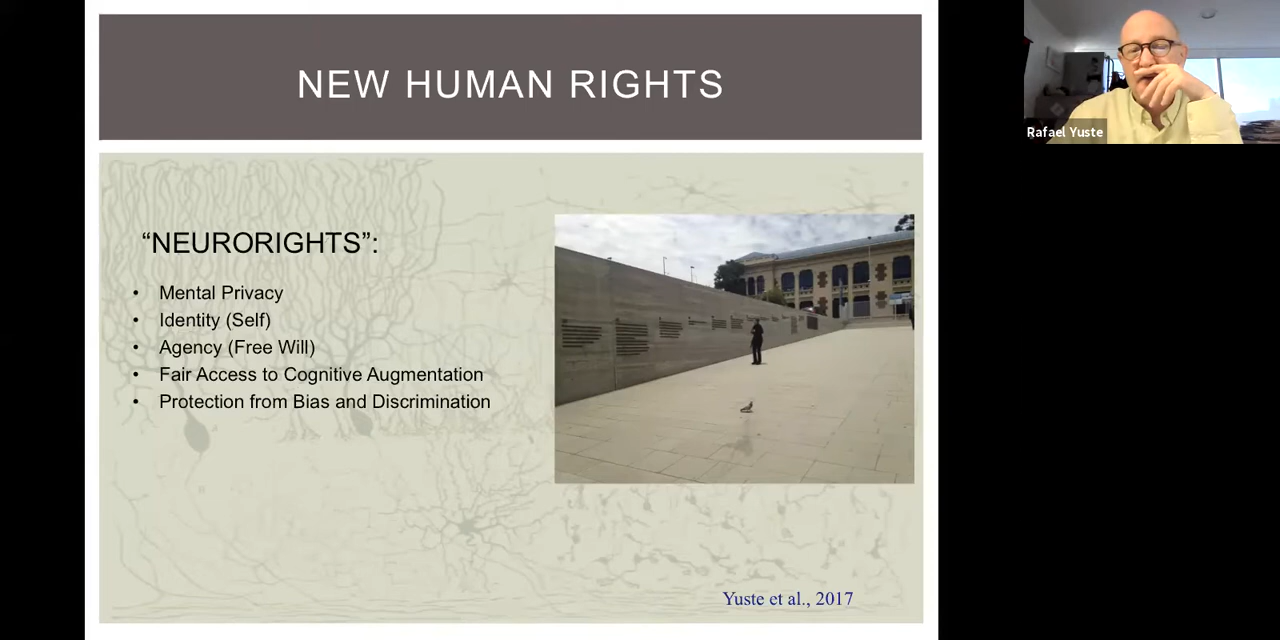 NEW HUMAN RIGHTS
“NEURORIGHTS”:
• Mental Privacy
• Identity (Self)
• Agency (Free Will)
• Fair Access to Cognitive Augmentation
• Protection from Bias and Discrimination
Yuste et al., 2017
Rafael Yuste